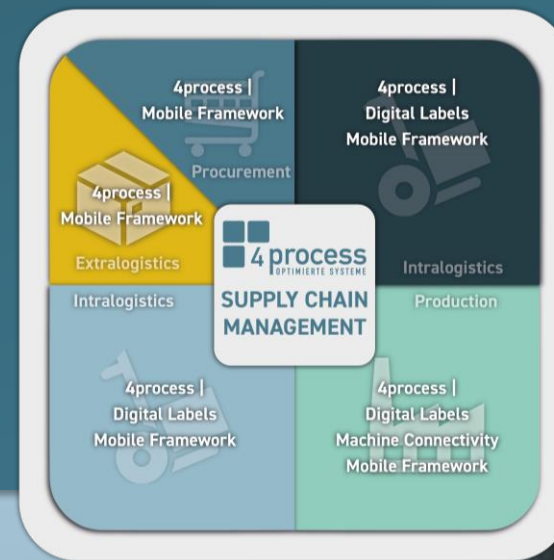 4process |
Mobile Framework
Procurement
4process |
Digital Labels
Mobile Framework
Intralogistics
4process |
Mobile Framework
Extralogistics
4process
OPTIMIERTE SYSTEME
SUPPLY CHAIN
MANAGEMENT
Intralogistics
4process |
Digital Labels
Mobile Framework
Production
4process |
Digital Labels
Machine Connectivity
Mobile Framework